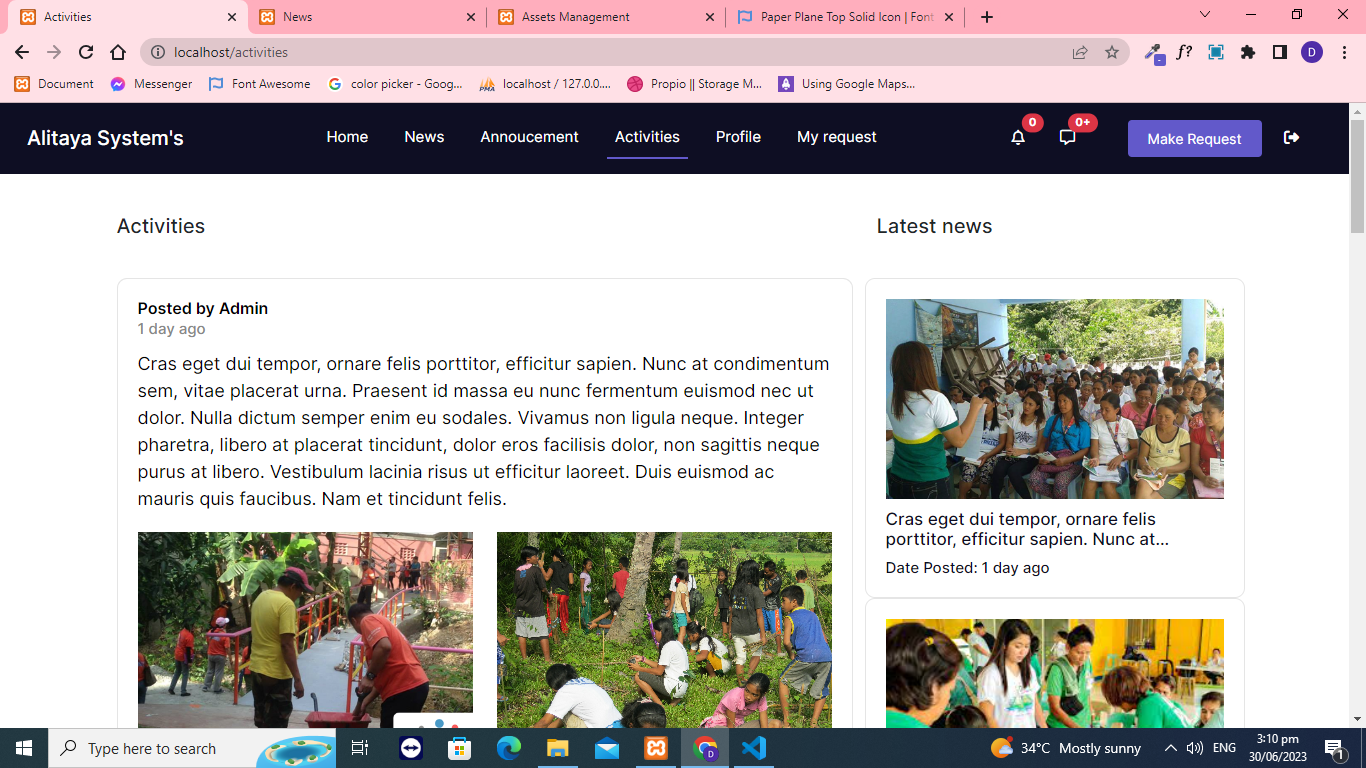 Activities
News
Assets Management
Paper Plane Top Solid Icon | Font
localhost/activities
f?
D
Document
Messenger
Font Awesome
color picker - Goog...
localhost / 127.0.0....
Propio || Storage M...
Using Google Maps...
Alitaya System's
Home
News
Annoucement
Activities
Profile
My request
0
0+
Make Request
Activities
Latest news
Posted by Admin
1 day ago
Cras eget dui tempor, ornare felis porttitor, efficitur sapien. Nunc at condimentum
sem, vitae placerat urna. Praesent id massa eu nunc fermentum euismod nec ut
dolor. Nulla dictum semper enim eu sodales. Vivamus non ligula neque. Integer
pharetra, libero at placerat tincidunt, dolor eros facilisis dolor, non sagittis neque
purus at libero. Vestibulum lacinia risus ut efficitur laoreet. Duis euismod ac
mauris quis faucibus. Nam et tincidunt felis.
Cras eget dui tempor, ornare felis
porttitor, efficitur sapien. Nunc at...
Date Posted: 1 day ago
Type here to search
34°C Mostly sunny
ENG
3:10 pm
30/06/2023
1